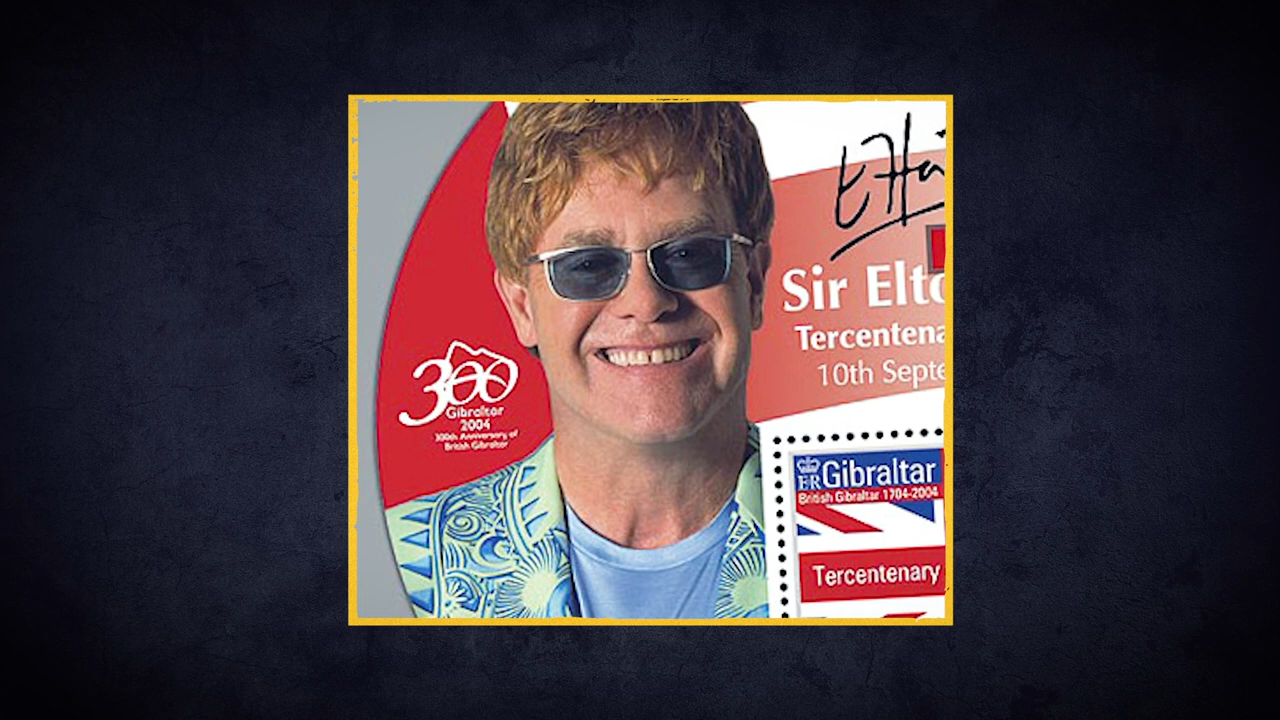 Sir Elto
Tercentena
10th Septe
300
Gibraltar
2004
300th Anniversary of
British Gibraltar
ER Gibraltar
British Gibraltar 1704-2004
Tercentenary